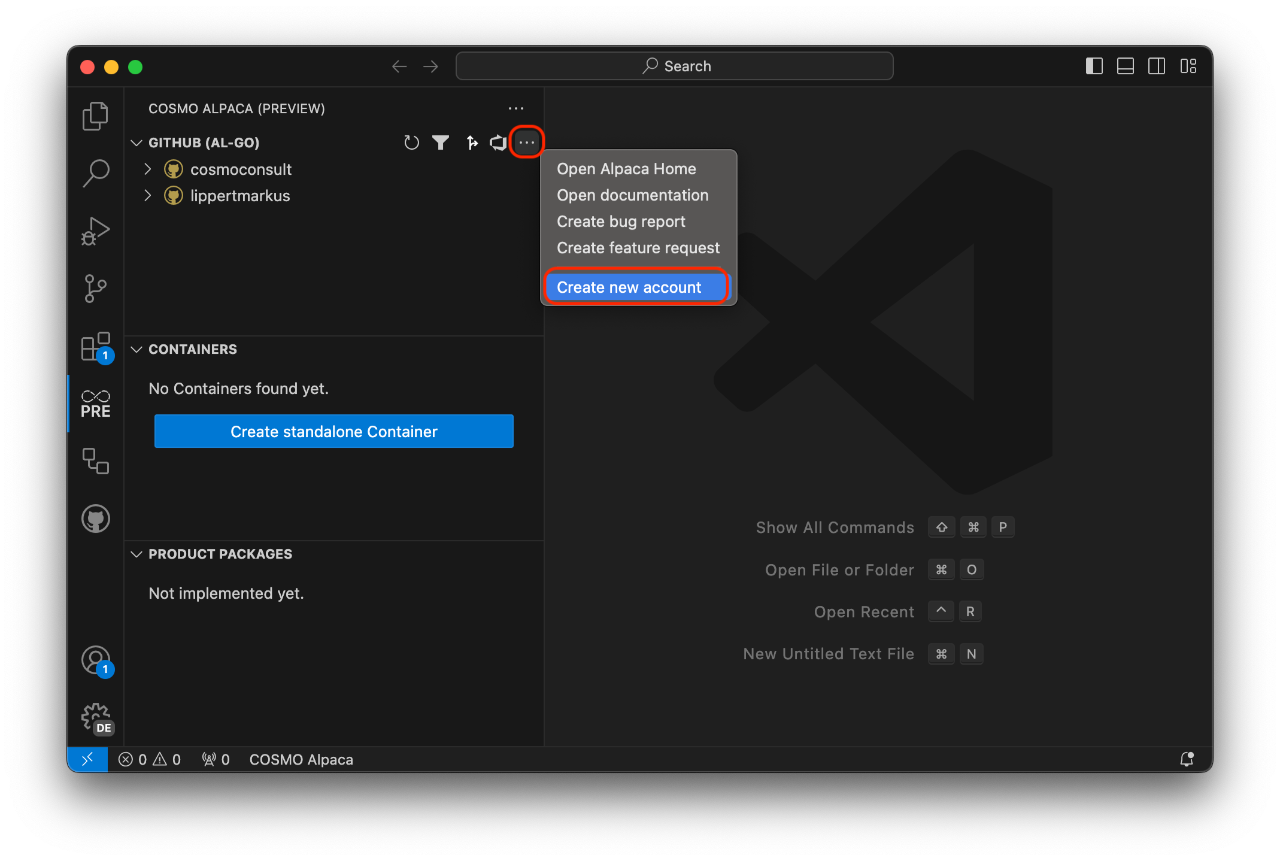 Search
COSMO ALPACA (PREVIEW)
GITHUB (AL-GO)
cosmoconsult
lippertmarkus
Open Alpaca Home
Open documentation
Create bug report
Create feature request
Create new account
CONTAINERS
1
No Containers found yet.
PRE
Create standalone Container
Show All Commands ⇧ ⌘ P
PRODUCT PACKAGES
Open File or Folder ⌘ O
Not implemented yet.
Open Recent ^ R
New Untitled Text File ⌘ N
1
DE
0 0 0 COSMO Alpaca